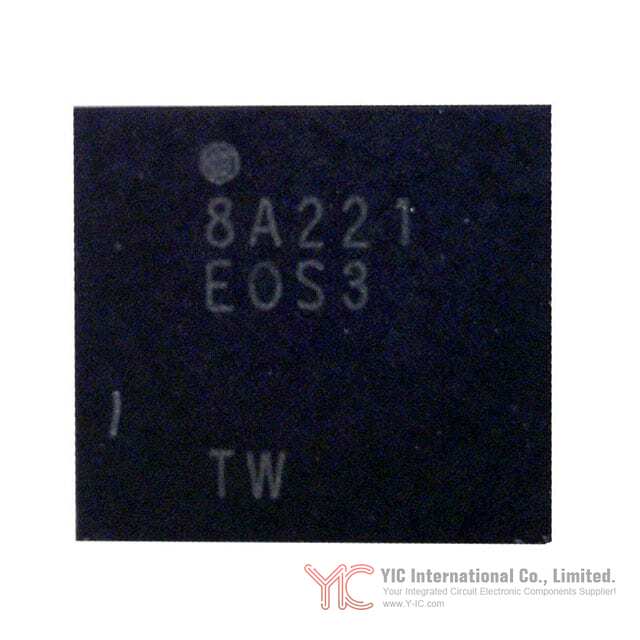 8A221
EOS3
TW
YIC International Co., Limited.
Your Integrated Circuit Electronic Components Supplier!
www.Y-IC.com